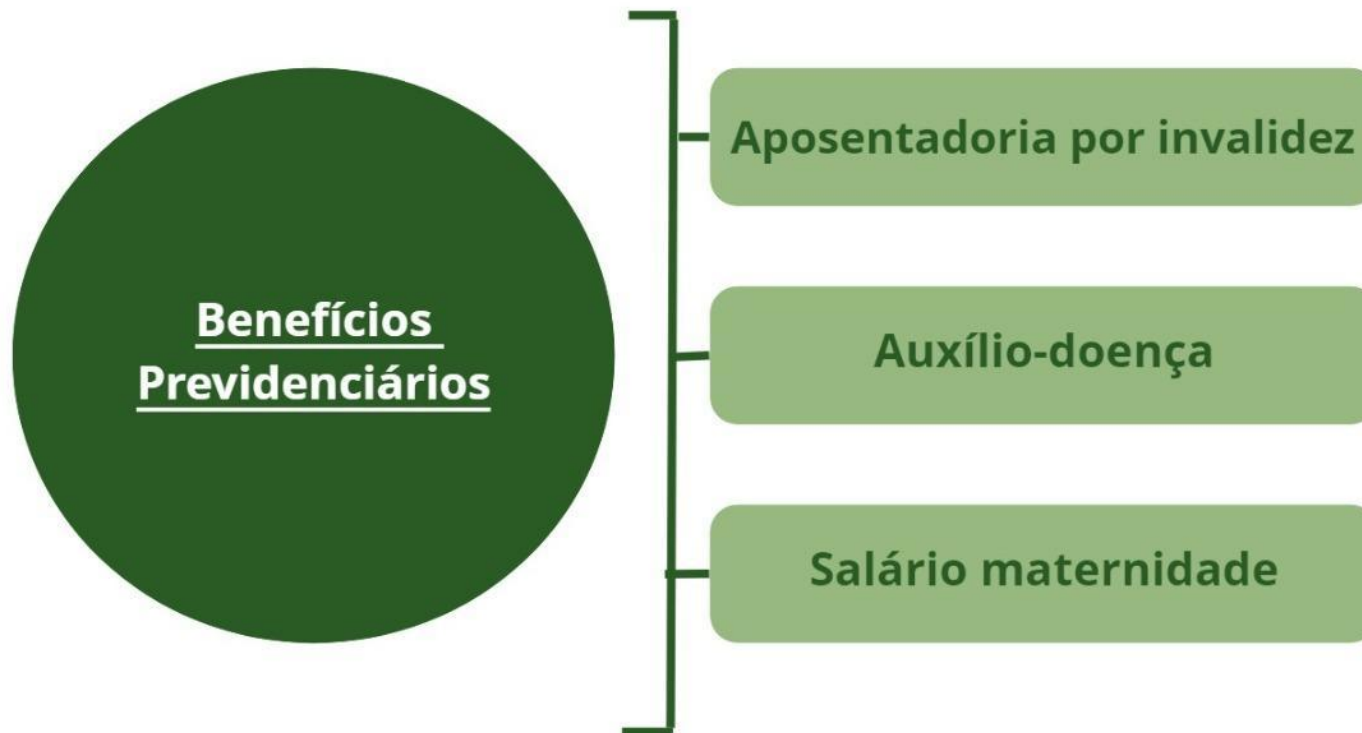 Benefícios
Previdenciários
Aposentadoria por invalidez
Auxílio-doença
Salário maternidade